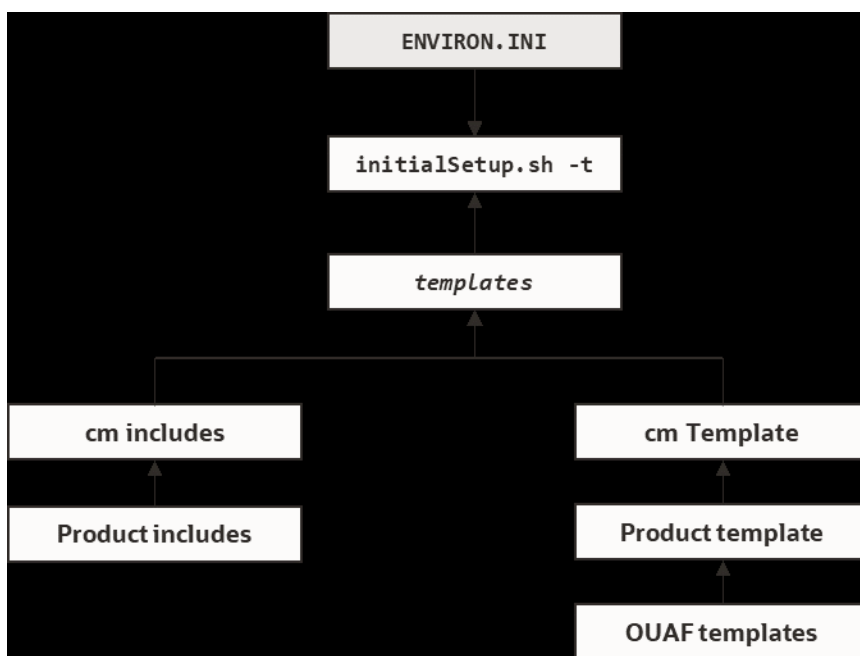 ENVIRON.INI
initialSetup.sh -t
templates
cm includes
cm Template
Product includes
Product template
OUAF templates